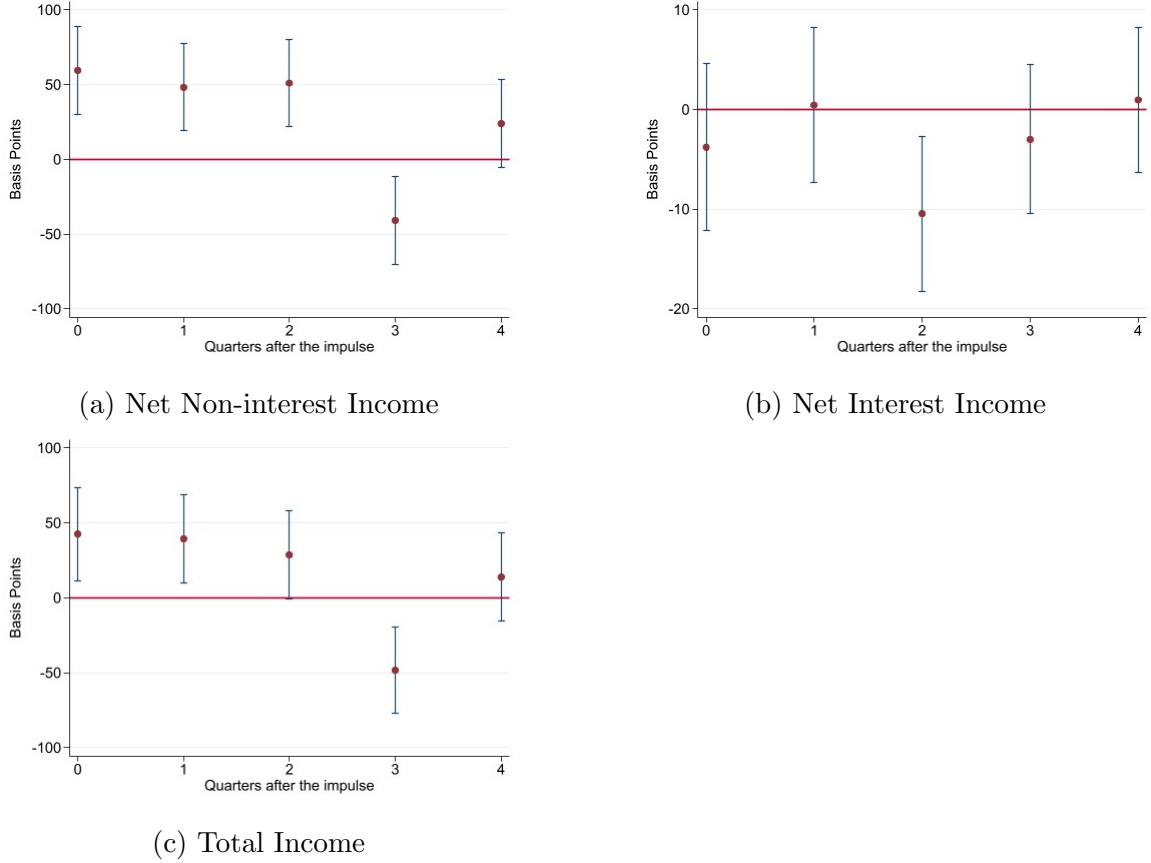 100
50
0
-50
-100
Basis Points
0 1 2 3 4
Quarters after the impulse
(a) Net Non-interest Income
10
0
-10
-20
Basis Points
0 1 2 3 4
Quarters after the impulse
(b) Net Interest Income
100
50
0
-50
-100
Basis Points
0 1 2 3 4
Quarters after the impulse
(c) Total Income